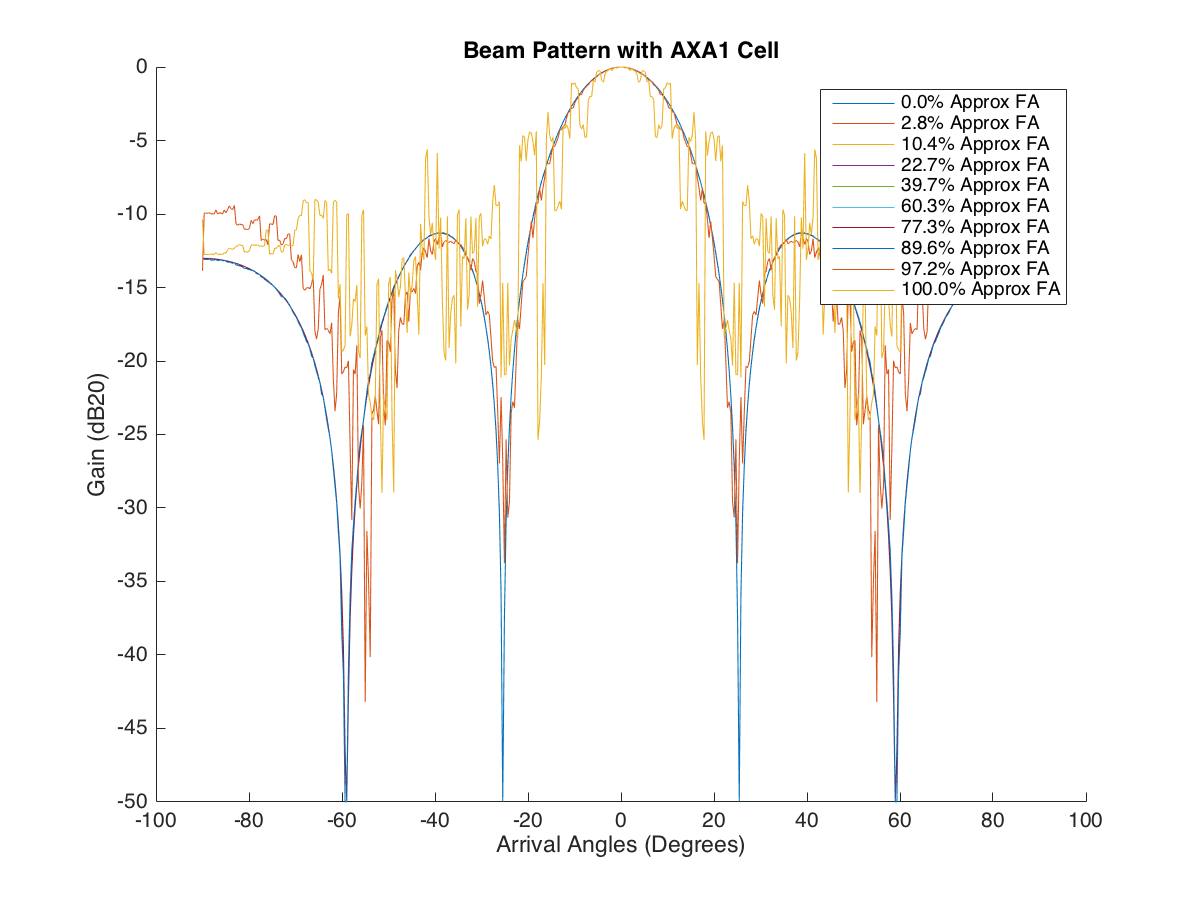 Beam Pattern with AXA1 Cell
0
-5
-10
-15
-20
-25
-30
-35
-40
-45
-50
Gain (dB20)
0.0% Approx FA
2.8% Approx FA
10.4% Approx FA
22.7% Approx FA
39.7% Approx FA
60.3% Approx FA
77.3% Approx FA
89.6% Approx FA
97.2% Approx FA
100.0% Approx FA
-100 -80 -60 -40 -20 0 20 40 60 80 100
Arrival Angles (Degrees)